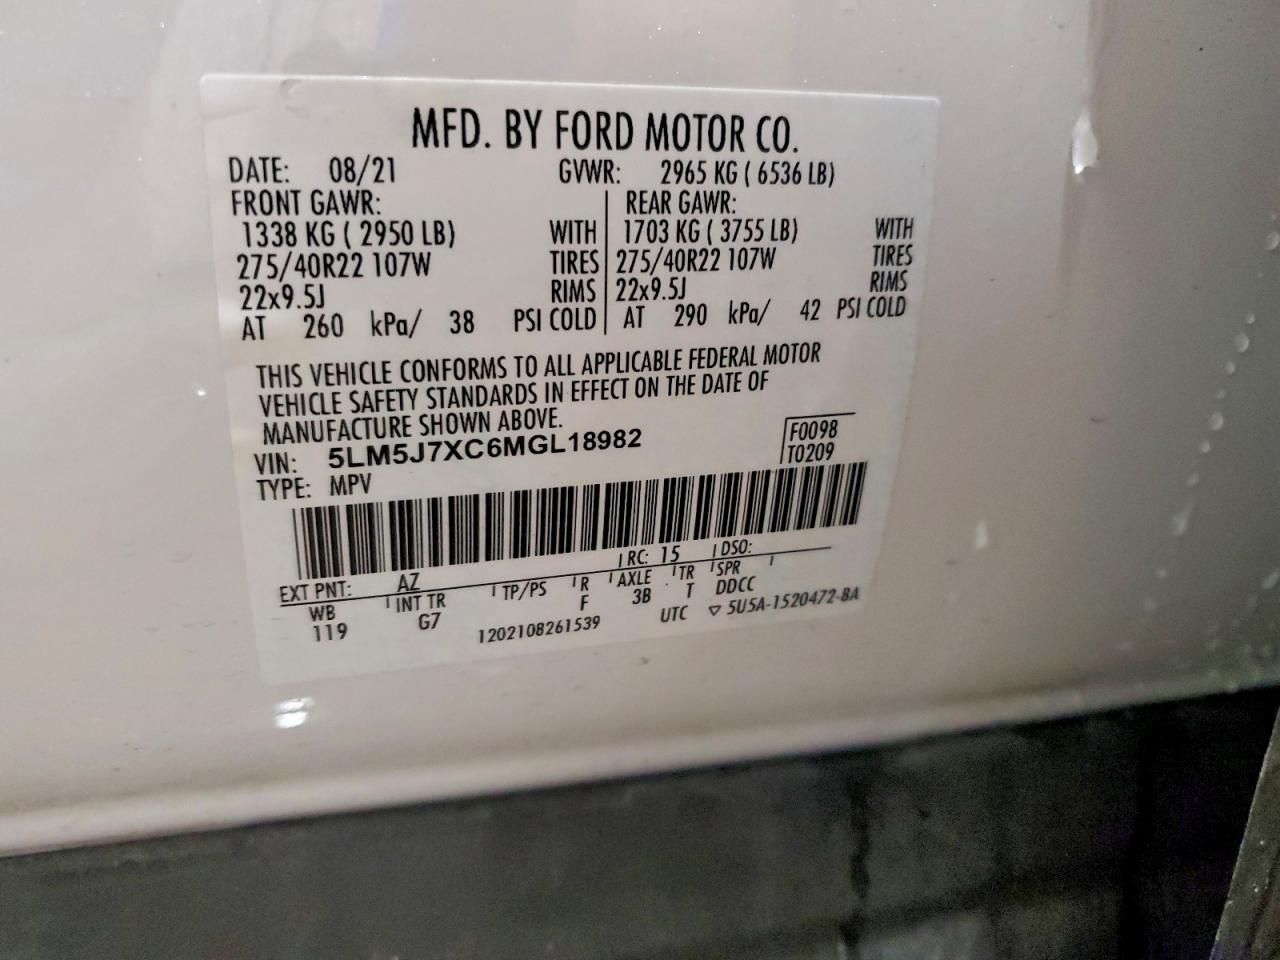 MFD. BY FORD MOTOR CO.
DATE: 08/21 GVWR: 2965 KG ( 6536 LB)
FRONT GAWR: REAR GAWR:
1338 KG ( 2950 LB) WITH 1703 KG ( 3755 LB) WITH
275/40R22 107W TIRES 275/40R22 107W TIRES
22x9.5J RIMS 22x9.5J RIMS
AT 260 kPa/ 38 PSI COLD AT 290 kPa/ 42 PSI COLD
THIS VEHICLE CONFORMS TO ALL APPLICABLE FEDERAL MOTOR
VEHICLE SAFETY STANDARDS IN EFFECT ON THE DATE OF
MANUFACTURE SHOWN ABOVE.
VIN: 5LM5J7XC6MGL18982 F0098
TYPE: MPV T0209
EXT PNT: AZ RC: 15 DSO:
WB INT TR TP/PS R AXLE TR SPR
119 G7 F 3B T DDCC
1202108261539 UTC ▽ 5U5A-1520472-BA